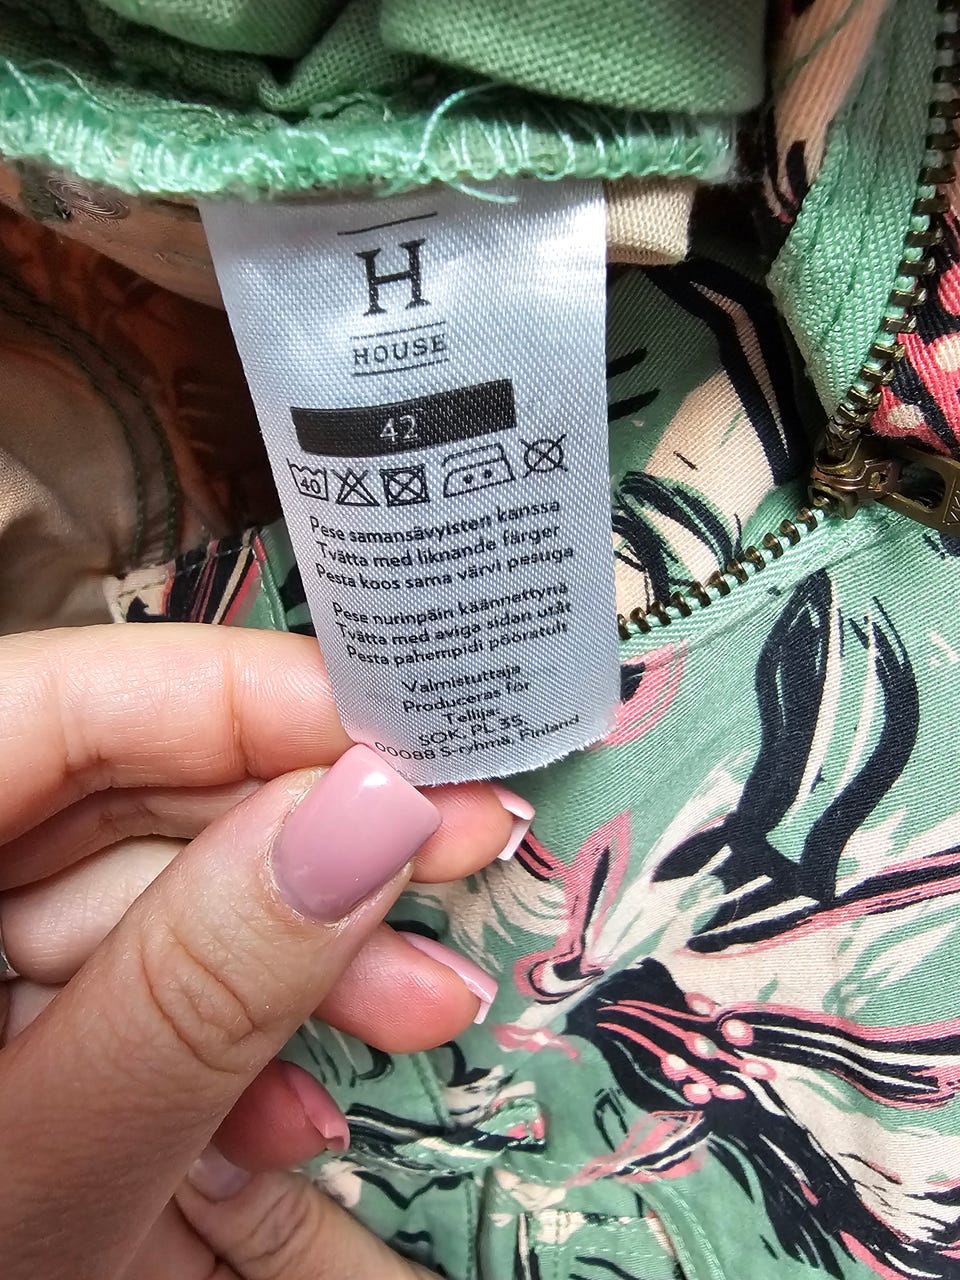 H
HOUSE
42
40
Pese samansävyisten kanssa
Tvätta med liknande färger
Pesta koos sama värvi pesuga
Pese nurinpäin käännettynä
Tvätta med aviga sidan utåt
Pesta pahempidi pööratult
Valmistuttaja
Produceras för
Tellija:
SOK, PL 35
00088 S-ryhmä, Finland